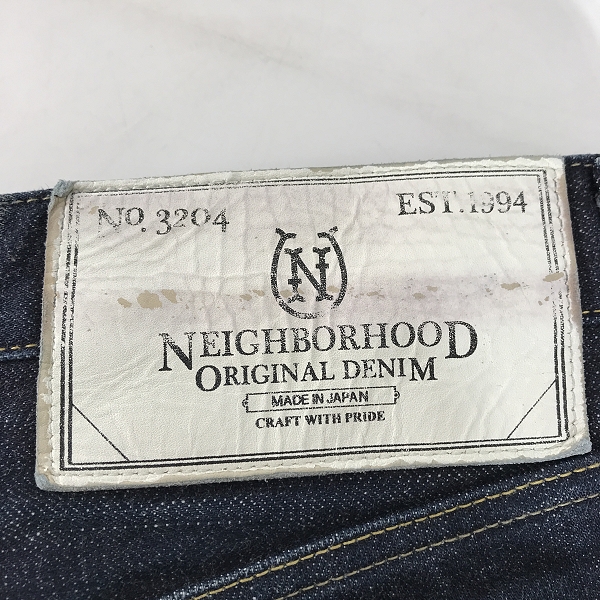 NO. 3204
EST. 1994
N
NEIGHBORHOOD
ORIGINAL DENIM
MADE IN JAPAN
CRAFT WITH PRIDE